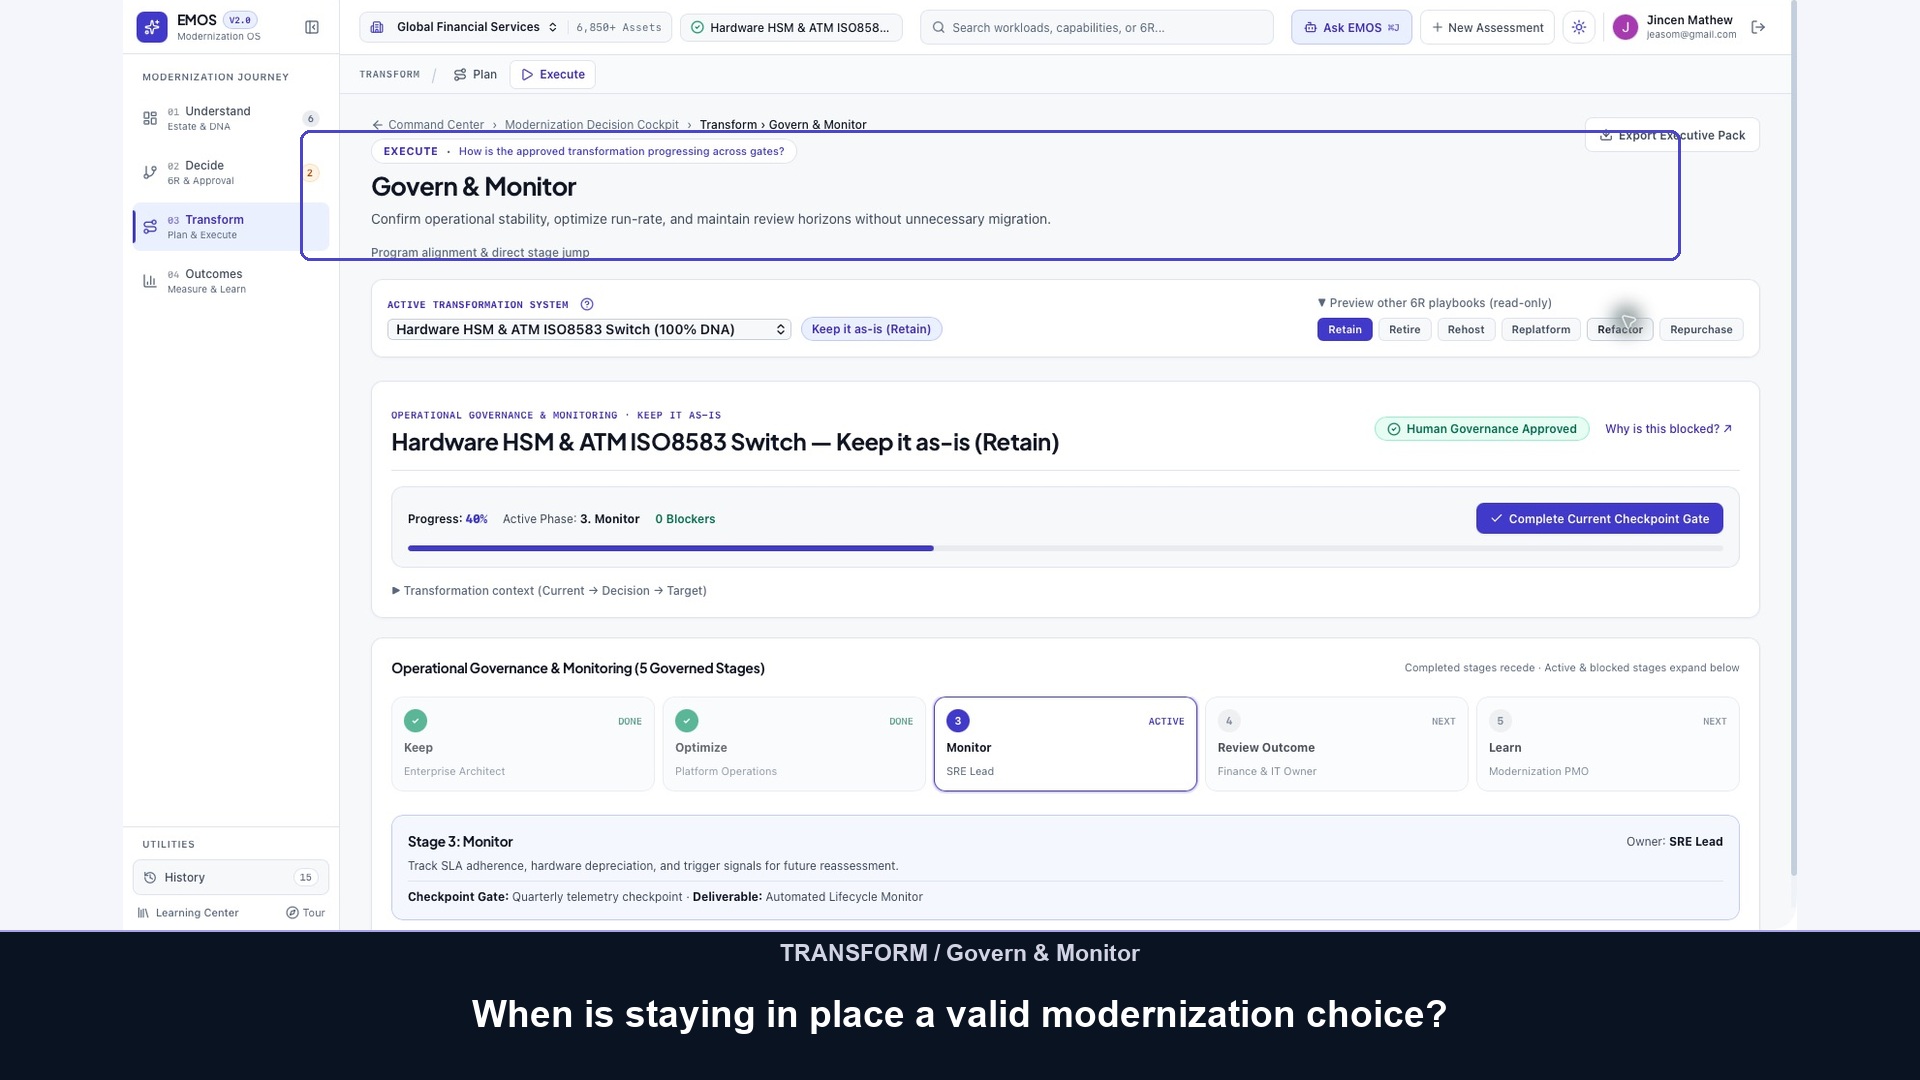 EMOS V2.0
Modernization OS
Global Financial Services 6,850+ Assets
Hardware HSM & ATM ISO858...
Search workloads, capabilities, or 6R...
Ask EMOS ⌘J
New Assessment
J
Jincen Mathew
jeasom@gmail.com
MODERNIZATION JOURNEY
01 Understand
Estate & DNA
6
02 Decide
6R & Approval
2
03 Transform
Plan & Execute
04 Outcomes
Measure & Learn
UTILITIES
History 15
Learning Center
Tour
TRANSFORM / Plan Execute
← Command Center › Modernization Decision Cockpit › Transform › Govern & Monitor
Export Executive Pack
EXECUTE · How is the approved transformation progressing across gates?
Govern & Monitor
Confirm operational stability, optimize run-rate, and maintain review horizons without unnecessary migration.
Program alignment & direct stage jump
ACTIVE TRANSFORMATION SYSTEM ?
Hardware HSM & ATM ISO8583 Switch (100% DNA)
Keep it as-is (Retain)
▼ Preview other 6R playbooks (read-only)
Retain Retire Rehost Replatform Refactor Repurchase
OPERATIONAL GOVERNANCE & MONITORING · KEEP IT AS-IS
Hardware HSM & ATM ISO8583 Switch — Keep it as-is (Retain)
Human Governance Approved
Why is this blocked? ↗
Progress: 40% Active Phase: 3. Monitor 0 Blockers
Complete Current Checkpoint Gate
► Transformation context (Current → Decision → Target)
Operational Governance & Monitoring (5 Governed Stages)
Completed stages recede · Active & blocked stages expand below
DONE
Keep
Enterprise Architect
DONE
Optimize
Platform Operations
3 ACTIVE
Monitor
SRE Lead
4 NEXT
Review Outcome
Finance & IT Owner
5 NEXT
Learn
Modernization PMO
Stage 3: Monitor
Owner: SRE Lead
Track SLA adherence, hardware depreciation, and trigger signals for future reassessment.
Checkpoint Gate: Quarterly telemetry checkpoint · Deliverable: Automated Lifecycle Monitor
TRANSFORM / Govern & Monitor
When is staying in place a valid modernization choice?